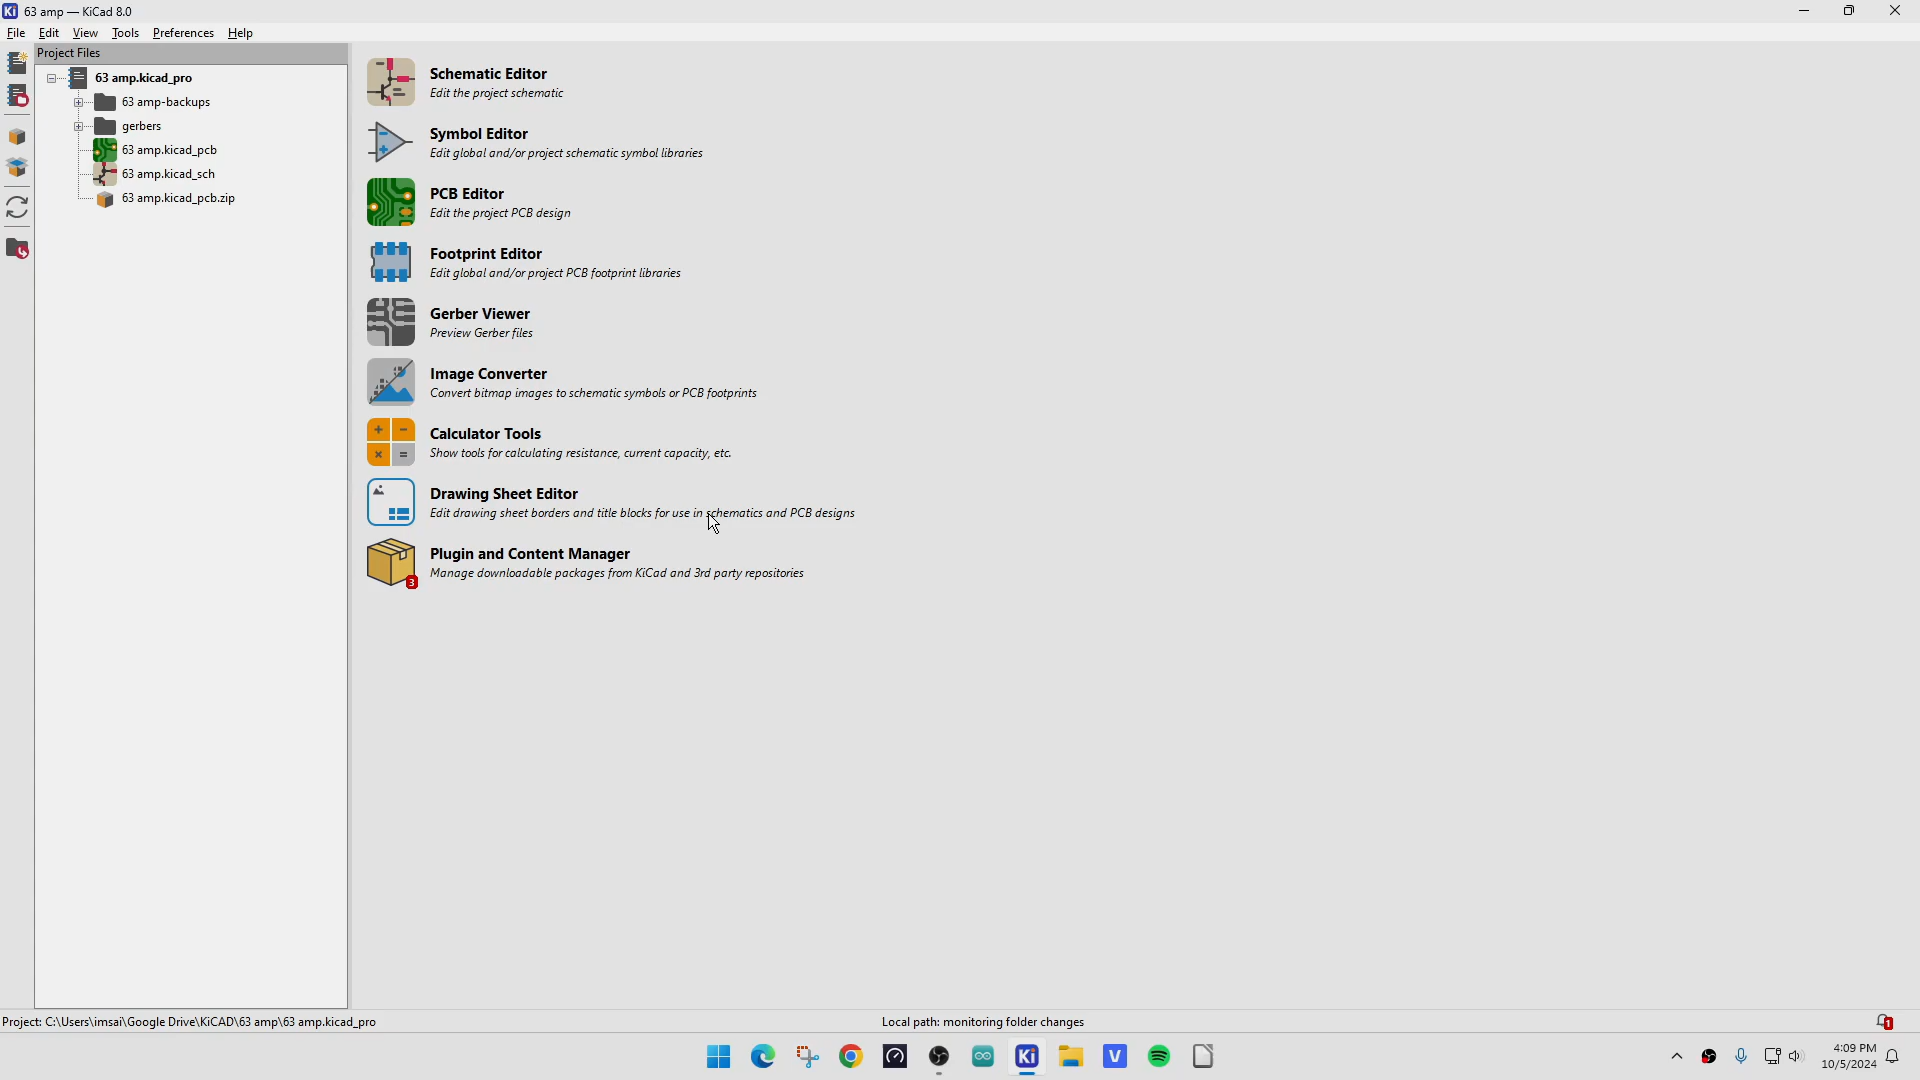 Ki 63 amp — KiCad 8.0
File Edit View Tools Preferences Help
Project Files
63 amp.kicad_pro
63 amp-backups
gerbers
63 amp.kicad_pcb
63 amp.kicad_sch
63 amp.kicad_pcb.zip
Schematic Editor
Edit the project schematic
Symbol Editor
Edit global and/or project schematic symbol libraries
PCB Editor
Edit the project PCB design
Footprint Editor
Edit global and/or project PCB footprint libraries
Gerber Viewer
Preview Gerber files
Image Converter
Convert bitmap images to schematic symbols or PCB footprints
Calculator Tools
Show tools for calculating resistance, current capacity, etc.
Drawing Sheet Editor
Edit drawing sheet borders and title blocks for use in schematics and PCB designs
Plugin and Content Manager
Manage downloadable packages from KiCad and 3rd party repositories
3
Project: C:\Users\imsai\Google Drive\KiCAD\63 amp\63 amp.kicad_pro
Local path: monitoring folder changes
1
Ki
V
4:09 PM
10/5/2024